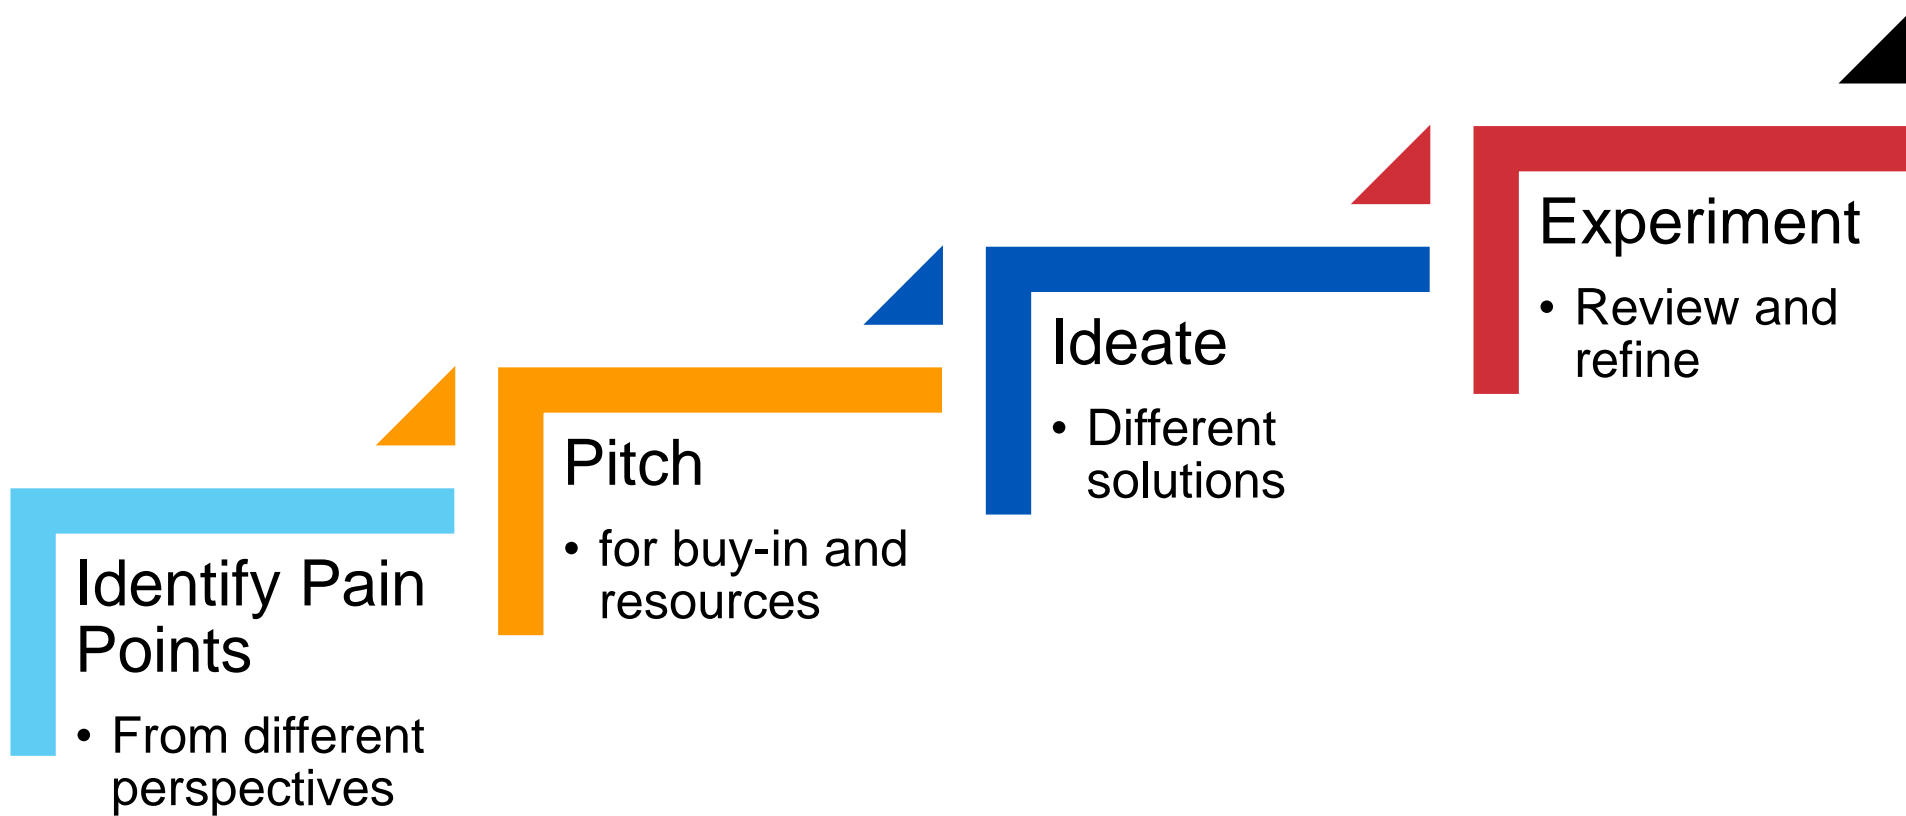 Identify Pain
Points
• From different
perspectives
Pitch
• for buy-in and
resources
Ideate
• Different
solutions
Experiment
• Review and
refine